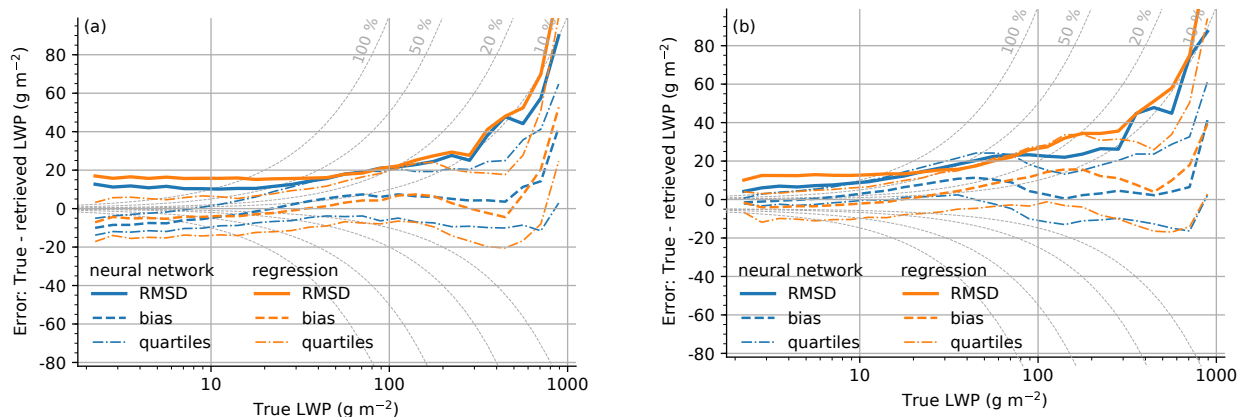 (a)
100 %
50 %
20 %
10 %
80
60
40
20
0
-20
-40
-60
-80
Error: True - retrieved LWP (g m⁻²)
neural network
regression
RMSD
RMSD
bias
bias
quartiles
quartiles
10
100
1000
True LWP (g m⁻²)
(b)
100 %
50 %
20 %
10 %
80
60
40
20
0
-20
-40
-60
-80
Error: True - retrieved LWP (g m⁻²)
neural network
regression
RMSD
RMSD
bias
bias
quartiles
quartiles
10
100
1000
True LWP (g m⁻²)